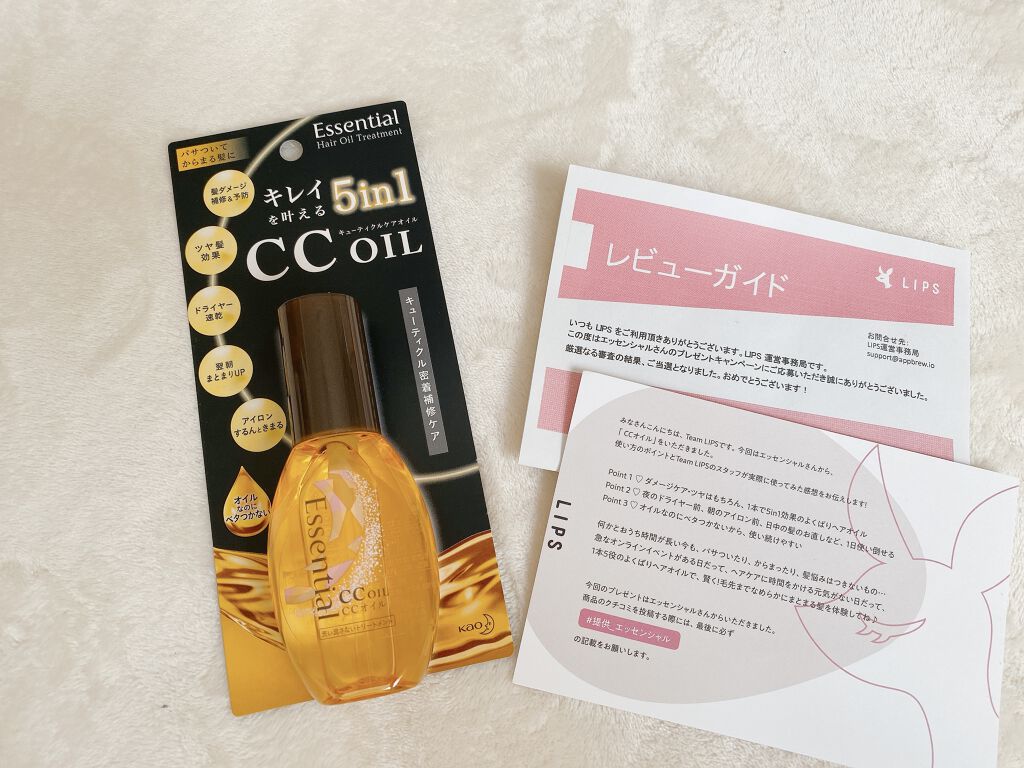 Essential
Hair Oil Treatment
パサついて
からまる髪に
髪ダメージ
補修&予防
キレイ
を叶える
5in1
キューティクルケアオイル
CC OIL
ツヤ髪
効果
ドライヤー
速乾
翌朝
まとまりUP
アイロン
するんときまる
オイル
なのに
ベタつかない
キューティクル密着補修ケア
Essential
CC OIL
CCオイル
洗い流さないトリートメント
Kao
レビューガイド
LIPS
いつも LIPS をご利用頂きありがとうございます。LIPS 運営事務局です。
この度はエッセンシャルさんのプレゼントキャンペーンにご応募いただき誠にありがとうございました。
厳選なる審査の結果、ご当選となりました。おめでとうございます!
お問合せ先:
LIPS運営事務局
support@appbrew.io
LIPS
みなさんこんにちは、Team LIPSです。今回はエッセンシャルさんから、
「CCオイル」をいただきました。
使い方のポイントとTeam LIPSのスタッフが実際に使ってみた感想をお伝えします!
Point 1 ♡ ダメージケア・ツヤはもちろん、1本で5in1効果のよくばりヘアオイル
Point 2 ♡ 夜のドライヤー前、朝のアイロン前、日中の髪のお直しなど、1日使い倒せる
Point 3 ♡ オイルなのにベタつかないから、使い続けやすい
何かとおうち時間が長い今も、パサついたり、からまったり、髪悩みはつきないもの…
急なオンラインイベントがある日だって、ヘアケアに時間をかける元気がない日だって、
1本5役のよくばりヘアオイルで、賢く!毛先までなめらかにまとまる髪を体験してね♪
今回のプレゼントはエッセンシャルさんからいただきました。
商品のクチコミを投稿する際には、最後に必ず
#提供_エッセンシャル
の記載をお願いします。